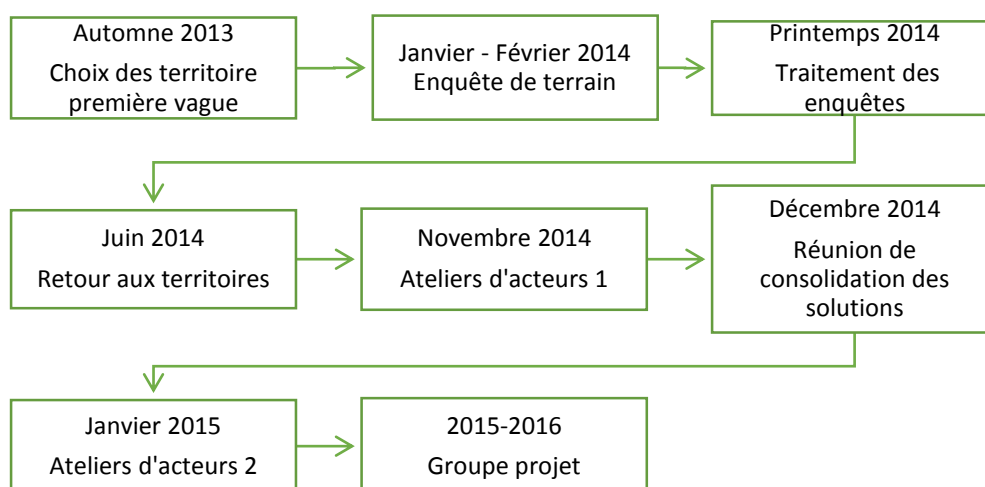 Automne 2013
Choix des territoire
première vague
Janvier - Février 2014
Enquête de terrain
Printemps 2014
Traitement des
enquêtes
Juin 2014
Retour aux territoires
Novembre 2014
Ateliers d'acteurs 1
Décembre 2014
Réunion de
consolidation des
solutions
Janvier 2015
Ateliers d'acteurs 2
2015-2016
Groupe projet